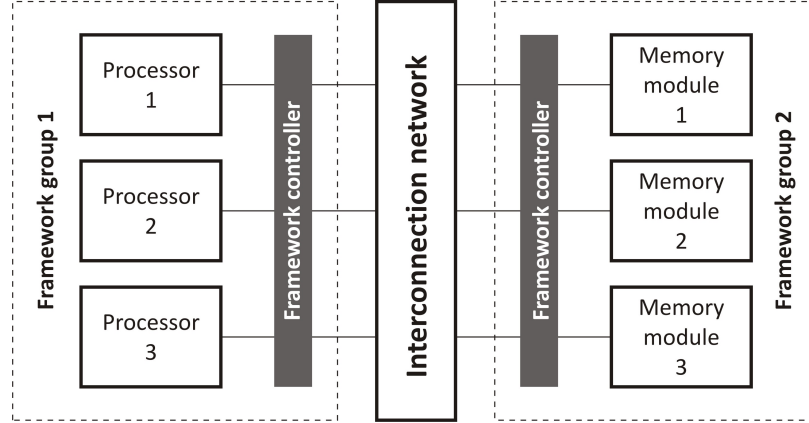 Framework group 1
Processor
1
Processor
2
Processor
3
Framework controller
Interconnection network
Framework controller
Memory
module
1
Memory
module
2
Memory
module
3
Framework group 2